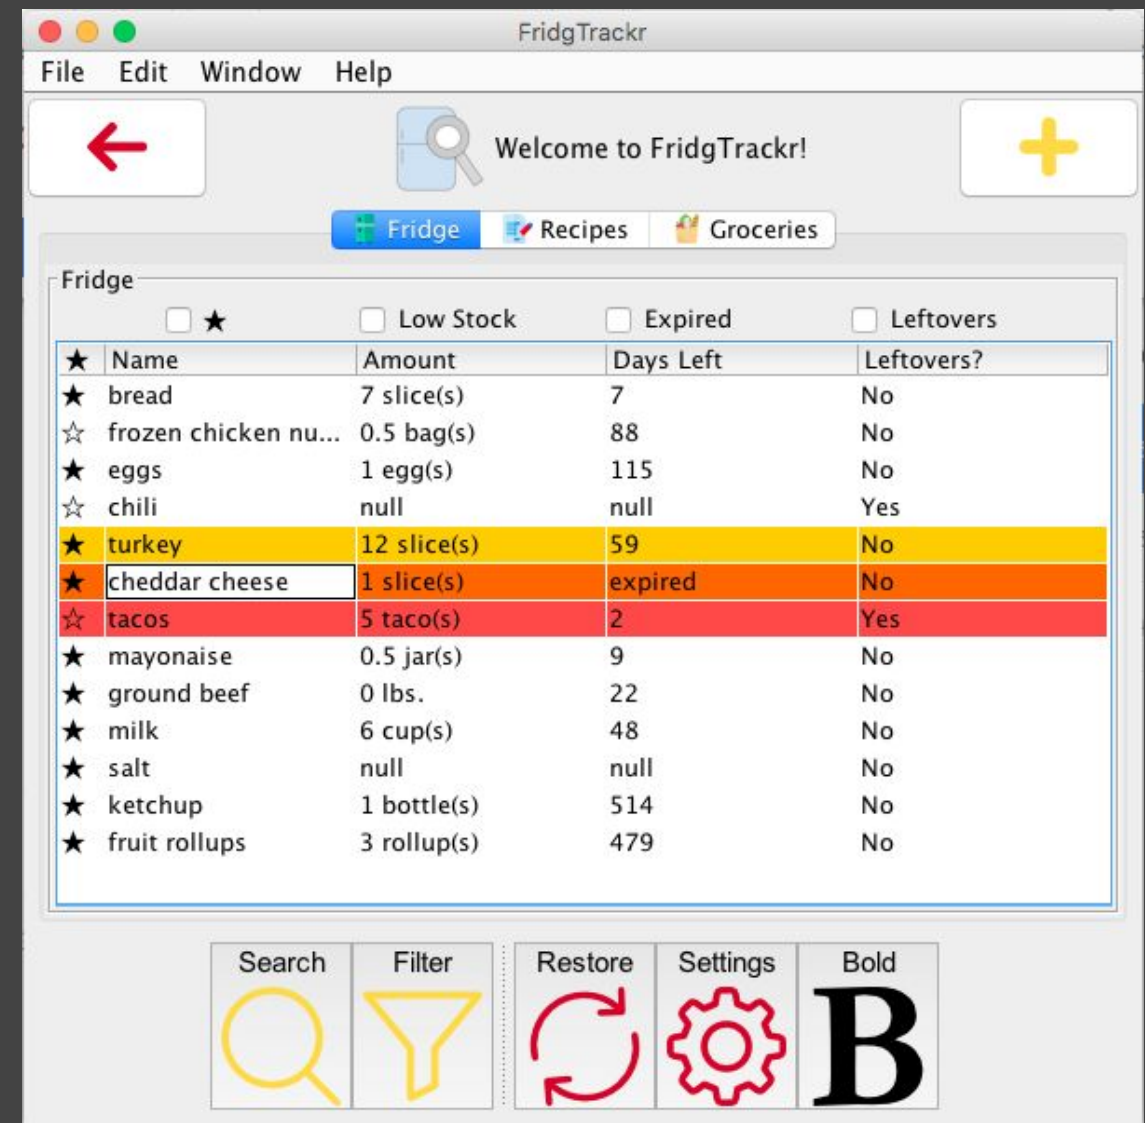 FridgTrackr
File Edit Window Help
Welcome to FridgTrackr!
Fridge Recipes Groceries
Fridge
★ Low Stock Expired Leftovers
★ Name Amount Days Left Leftovers?
★ bread 7 slice(s) 7 No
☆ frozen chicken nu... 0.5 bag(s) 88 No
★ eggs 1 egg(s) 115 No
☆ chili null null Yes
★ turkey 12 slice(s) 59 No
★ cheddar cheese 1 slice(s) expired No
☆ tacos 5 taco(s) 2 Yes
★ mayonaise 0.5 jar(s) 9 No
★ ground beef 0 lbs. 22 No
★ milk 6 cup(s) 48 No
★ salt null null No
★ ketchup 1 bottle(s) 514 No
★ fruit rollups 3 rollup(s) 479 No
Search Filter Restore Settings Bold
B